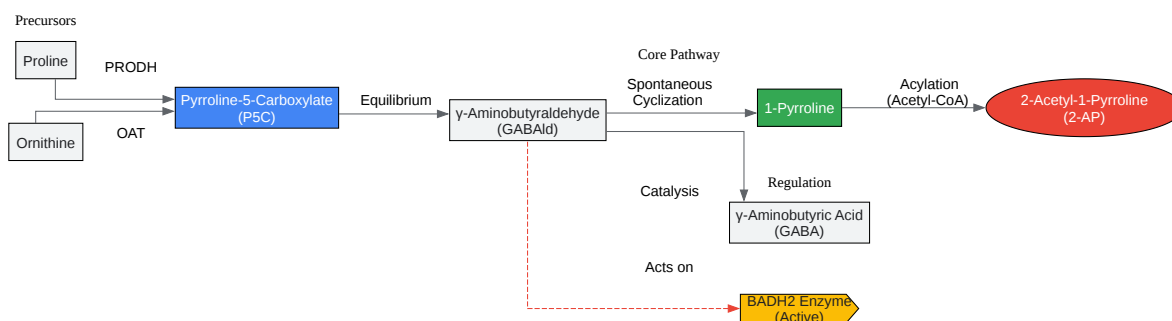 Precursors
Proline
PRODH
Ornithine
OAT
Pyrroline-5-Carboxylate
(P5C)
Equilibrium
γ-Aminobutyraldehyde
(GABAld)
Core Pathway
Spontaneous
Cyclization
1-Pyrroline
Acylation
(Acetyl-CoA)
2-Acetyl-1-Pyrroline
(2-AP)
Catalysis
Regulation
γ-Aminobutyric Acid
(GABA)
Acts on
BADH2 Enzyme
(Active)